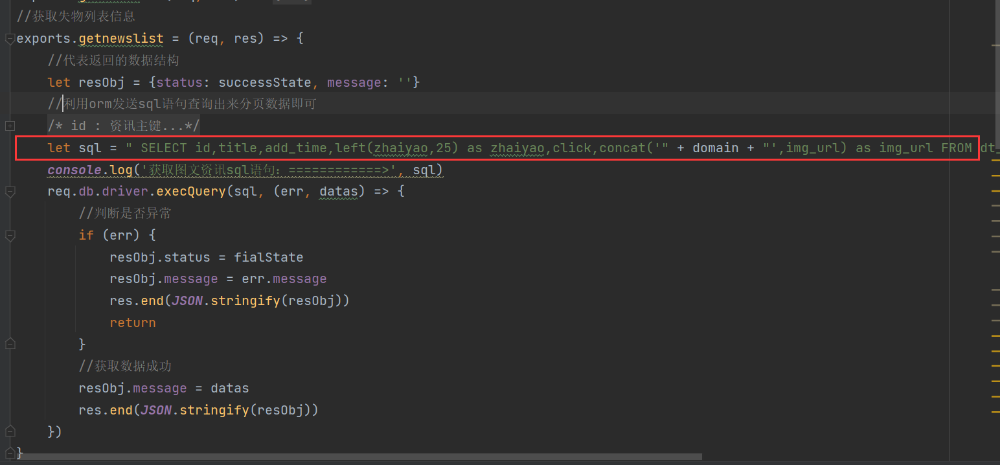 //获取失物列表信息
exports.getnewslist = (req, res) => {
//代表返回的数据结构
let resObj = {status: successState, message: ''}
//利用orm发送sql语句查询出来分页数据即可
/* id : 资讯主键...*/
let sql = " SELECT id,title,add_time,left(zhaiyao,25) as zhaiyao,click,concat('" + domain + "',img_url) as img_url FROM dt_
console.log('获取图文资讯sql语句：============>', sql)
req.db.driver.execQuery(sql, (err, datas) => {
//判断是否异常
if (err) {
resObj.status = fialState
resObj.message = err.message
res.end(JSON.stringify(resObj))
return
}
//获取数据成功
resObj.message = datas
res.end(JSON.stringify(resObj))
})
}